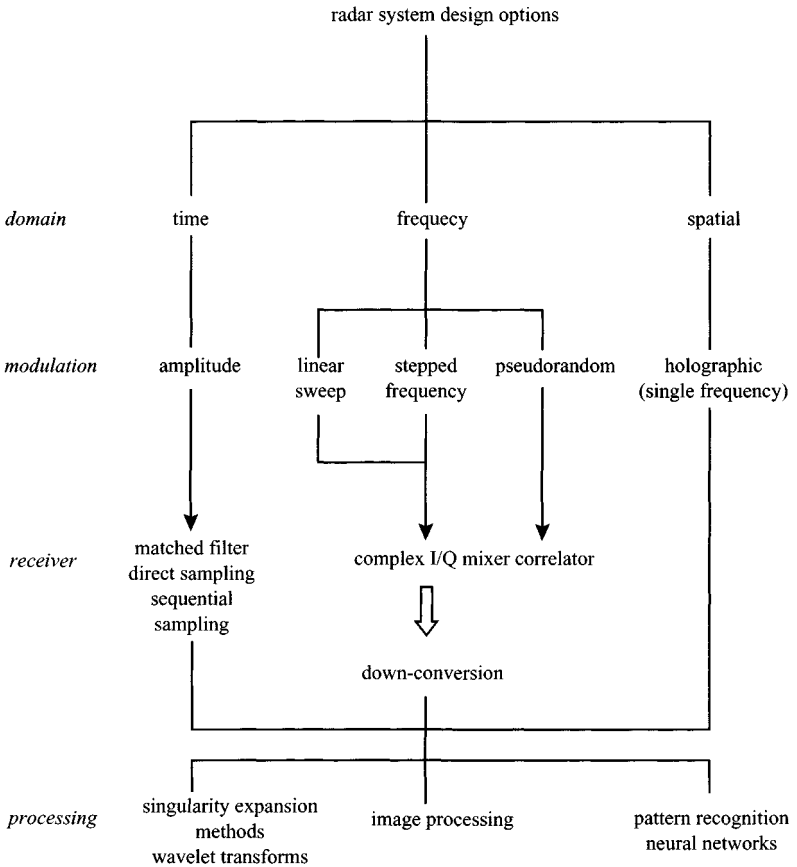 radar system design options
domain time frequecy spatial
modulation amplitude linear sweep stepped frequency pseudorandom holographic (single frequency)
receiver matched filter direct sampling sequential sampling complex I/Q mixer correlator
down-conversion
processing singularity expansion methods wavelet transforms image processing pattern recognition neural networks